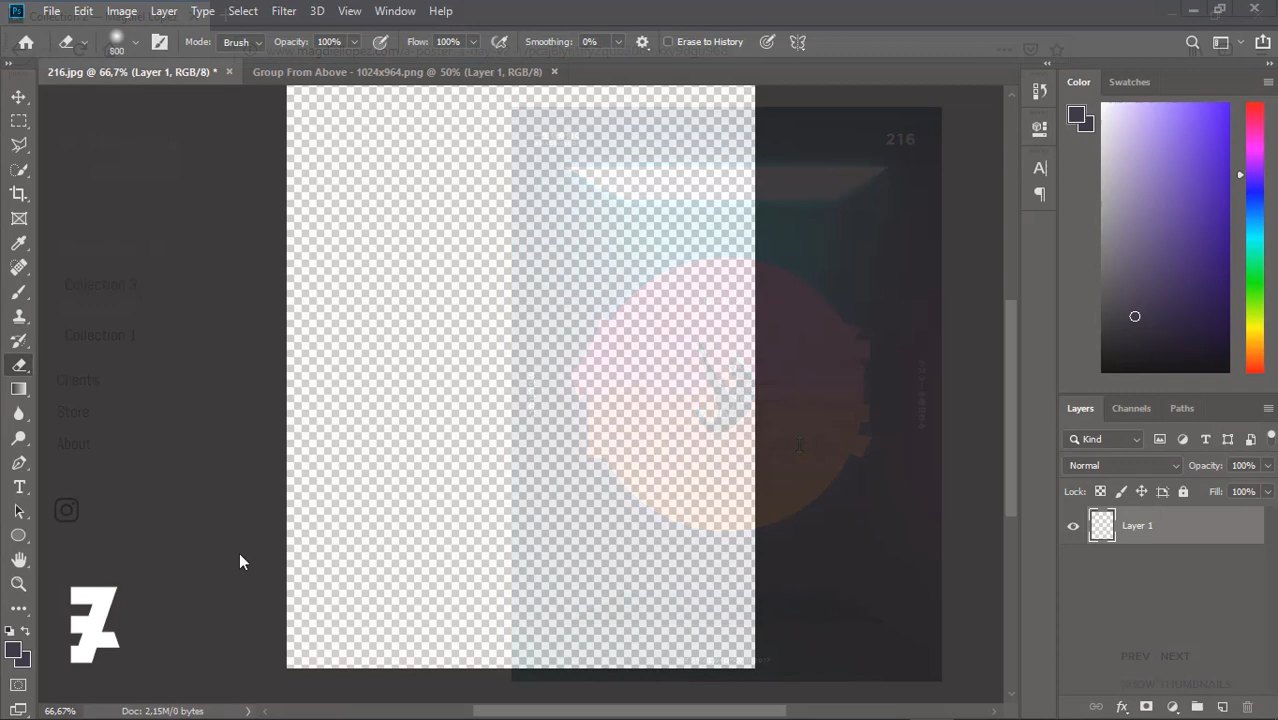 File Edit Image Layer Type Select Filter 3D View Window Help
800 Mode: Brush Opacity: 100% Flow: 100% Smoothing: 0% Erase to History
216.jpg @ 66,7% (Layer 1, RGB/8) * Group From Above - 1024x964.png @ 50% (Layer 1, RGB/8)
Color Swatches
216
Collection 3
Collection 1
Clients
Store
About
Layers Channels Paths
Kind
Normal Opacity: 100%
Lock: Fill: 100%
Layer 1
PREV NEXT
SHOW THUMBNAILS
66,67% Doc: 2,15M/0 bytes